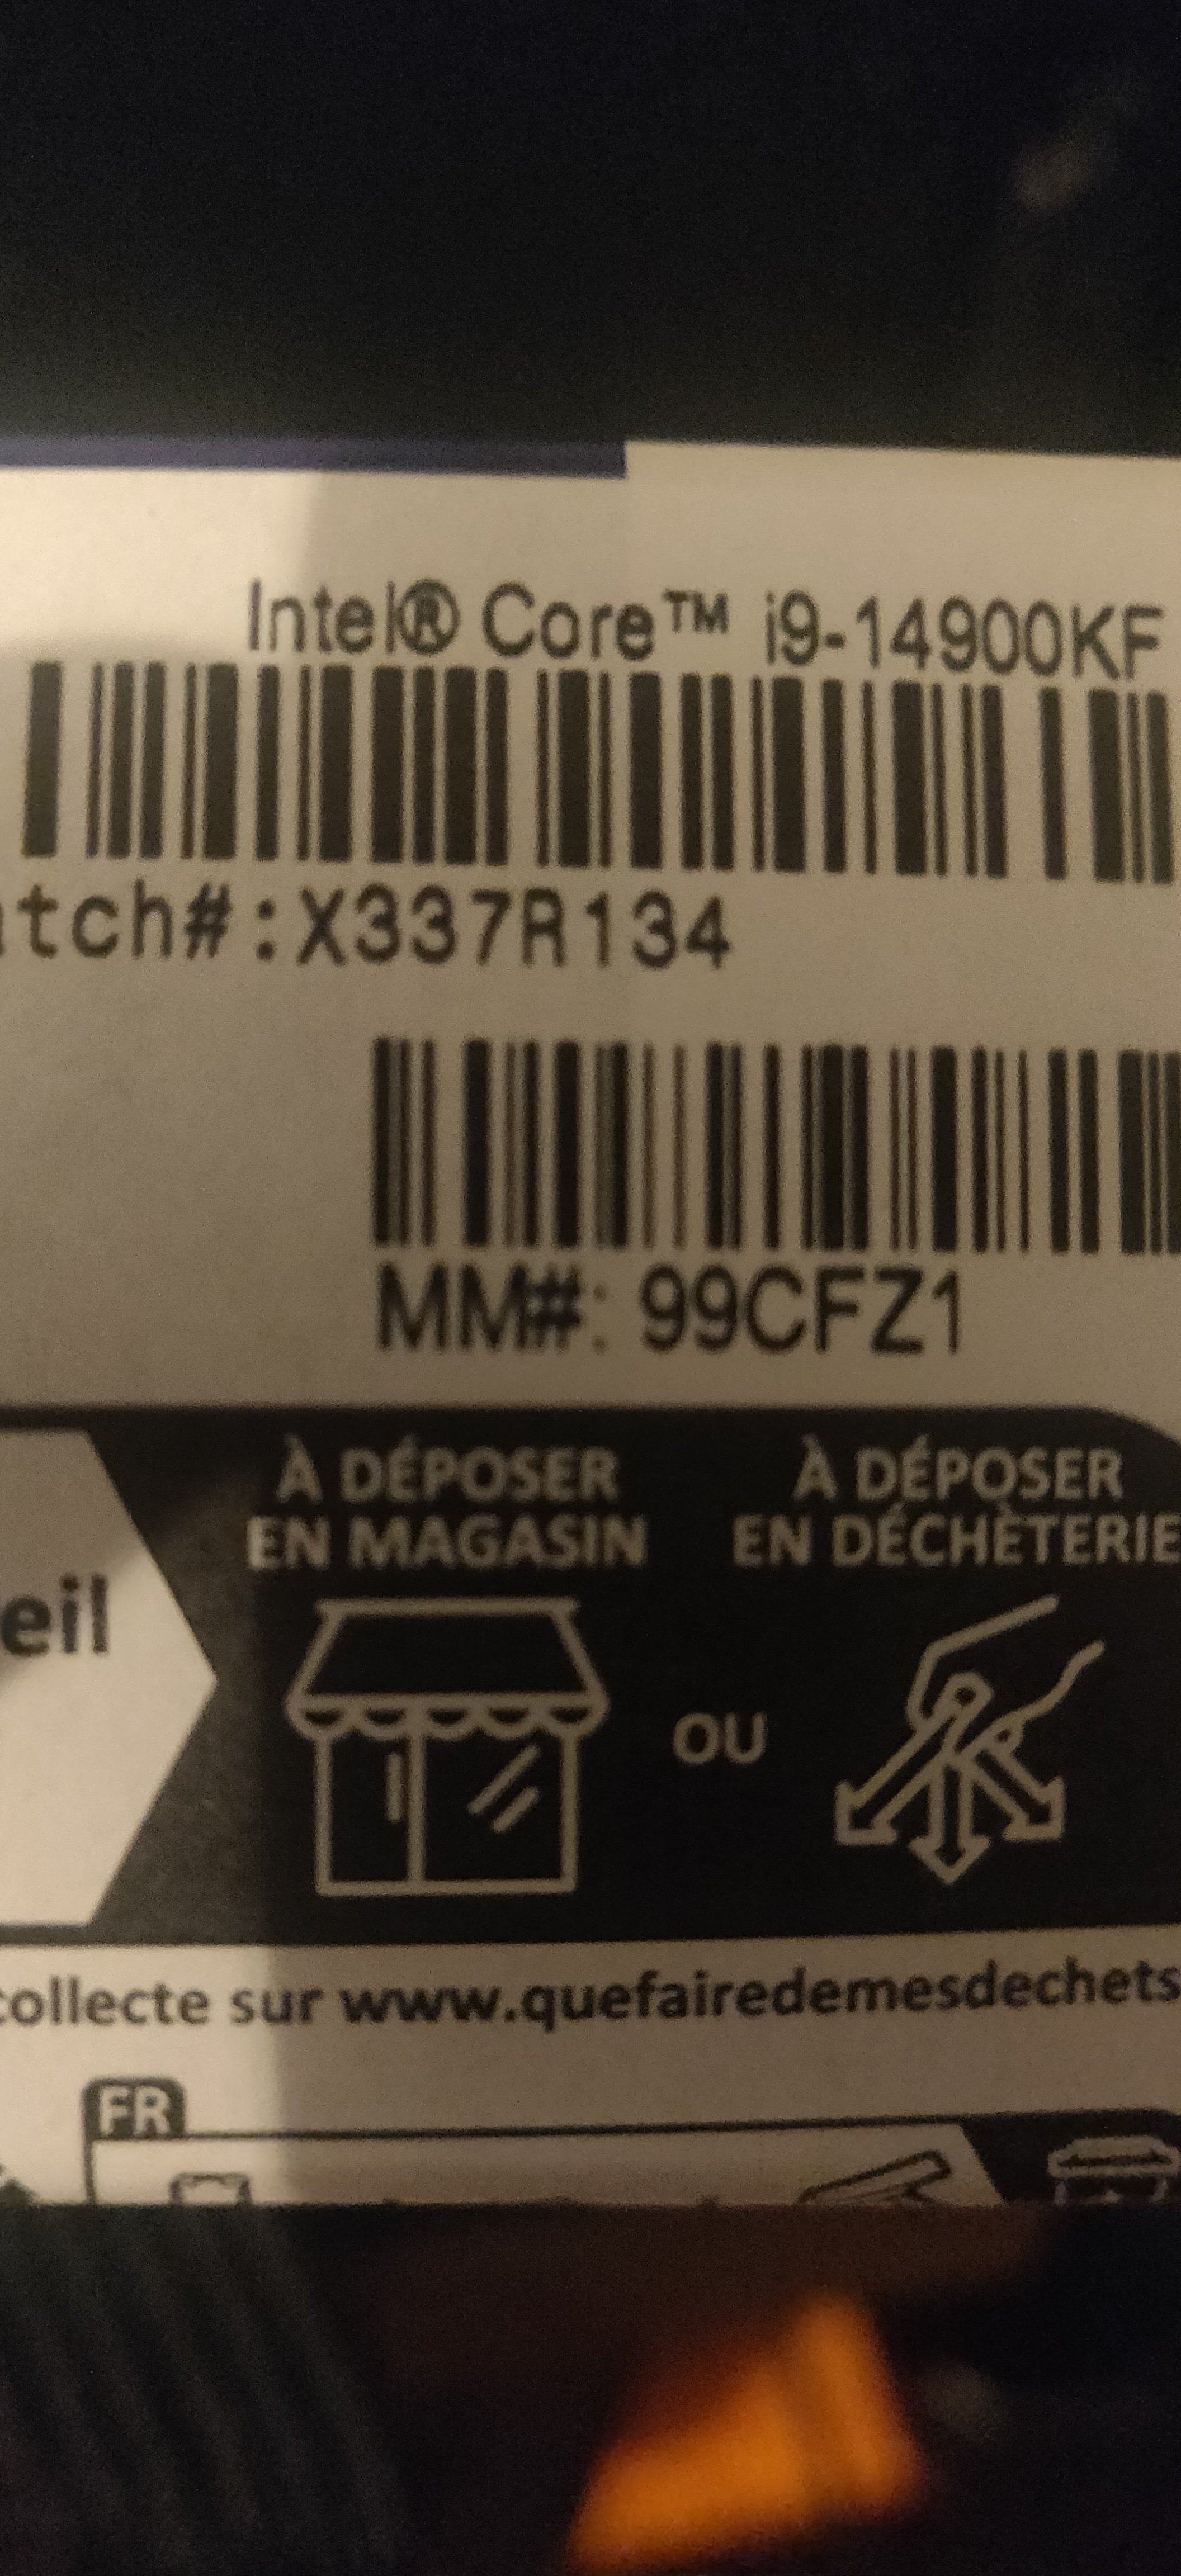 Intel® Core™ i9-14900KF
atch#:X337R134
MM#: 99CFZ1
À DÉPOSER
EN MAGASIN
À DÉPOSER
EN DÉCHÈTERIE
eil
OU
collecte sur www.quefairedemesdechets
FR